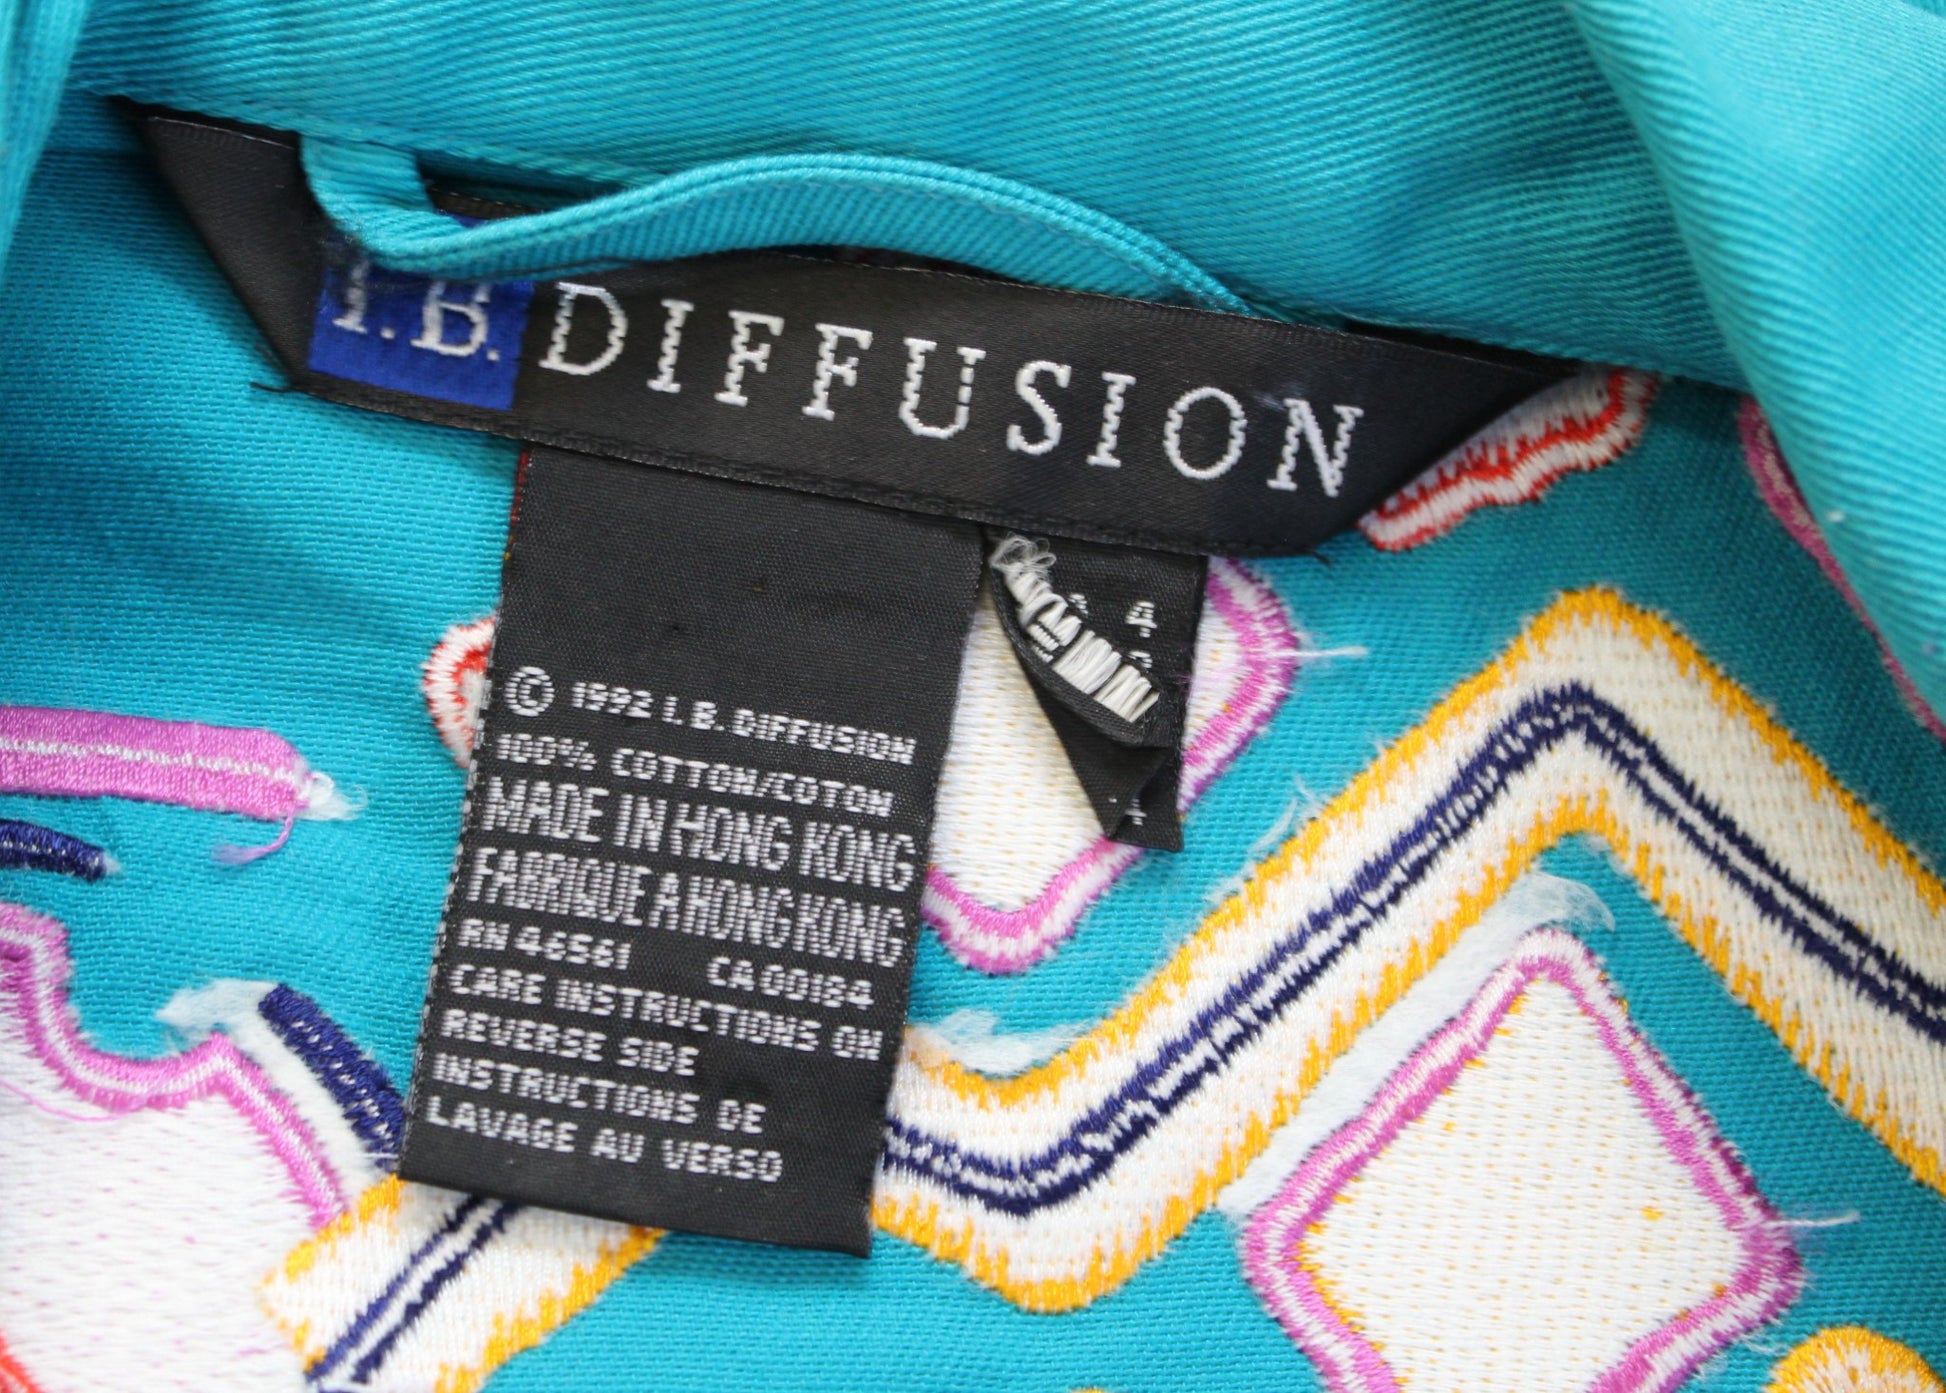 I.B. DIFFUSION
© 1992 I. B. DIFFUSION
100% COTTON/COTON
MADE IN HONG KONG
FABRIQUE A HONG KONG
RN 46561 CA 00184
CARE INSTRUCTIONS ON
REVERSE SIDE
INSTRUCTIONS DE
LAVAGE AU VERSO
4